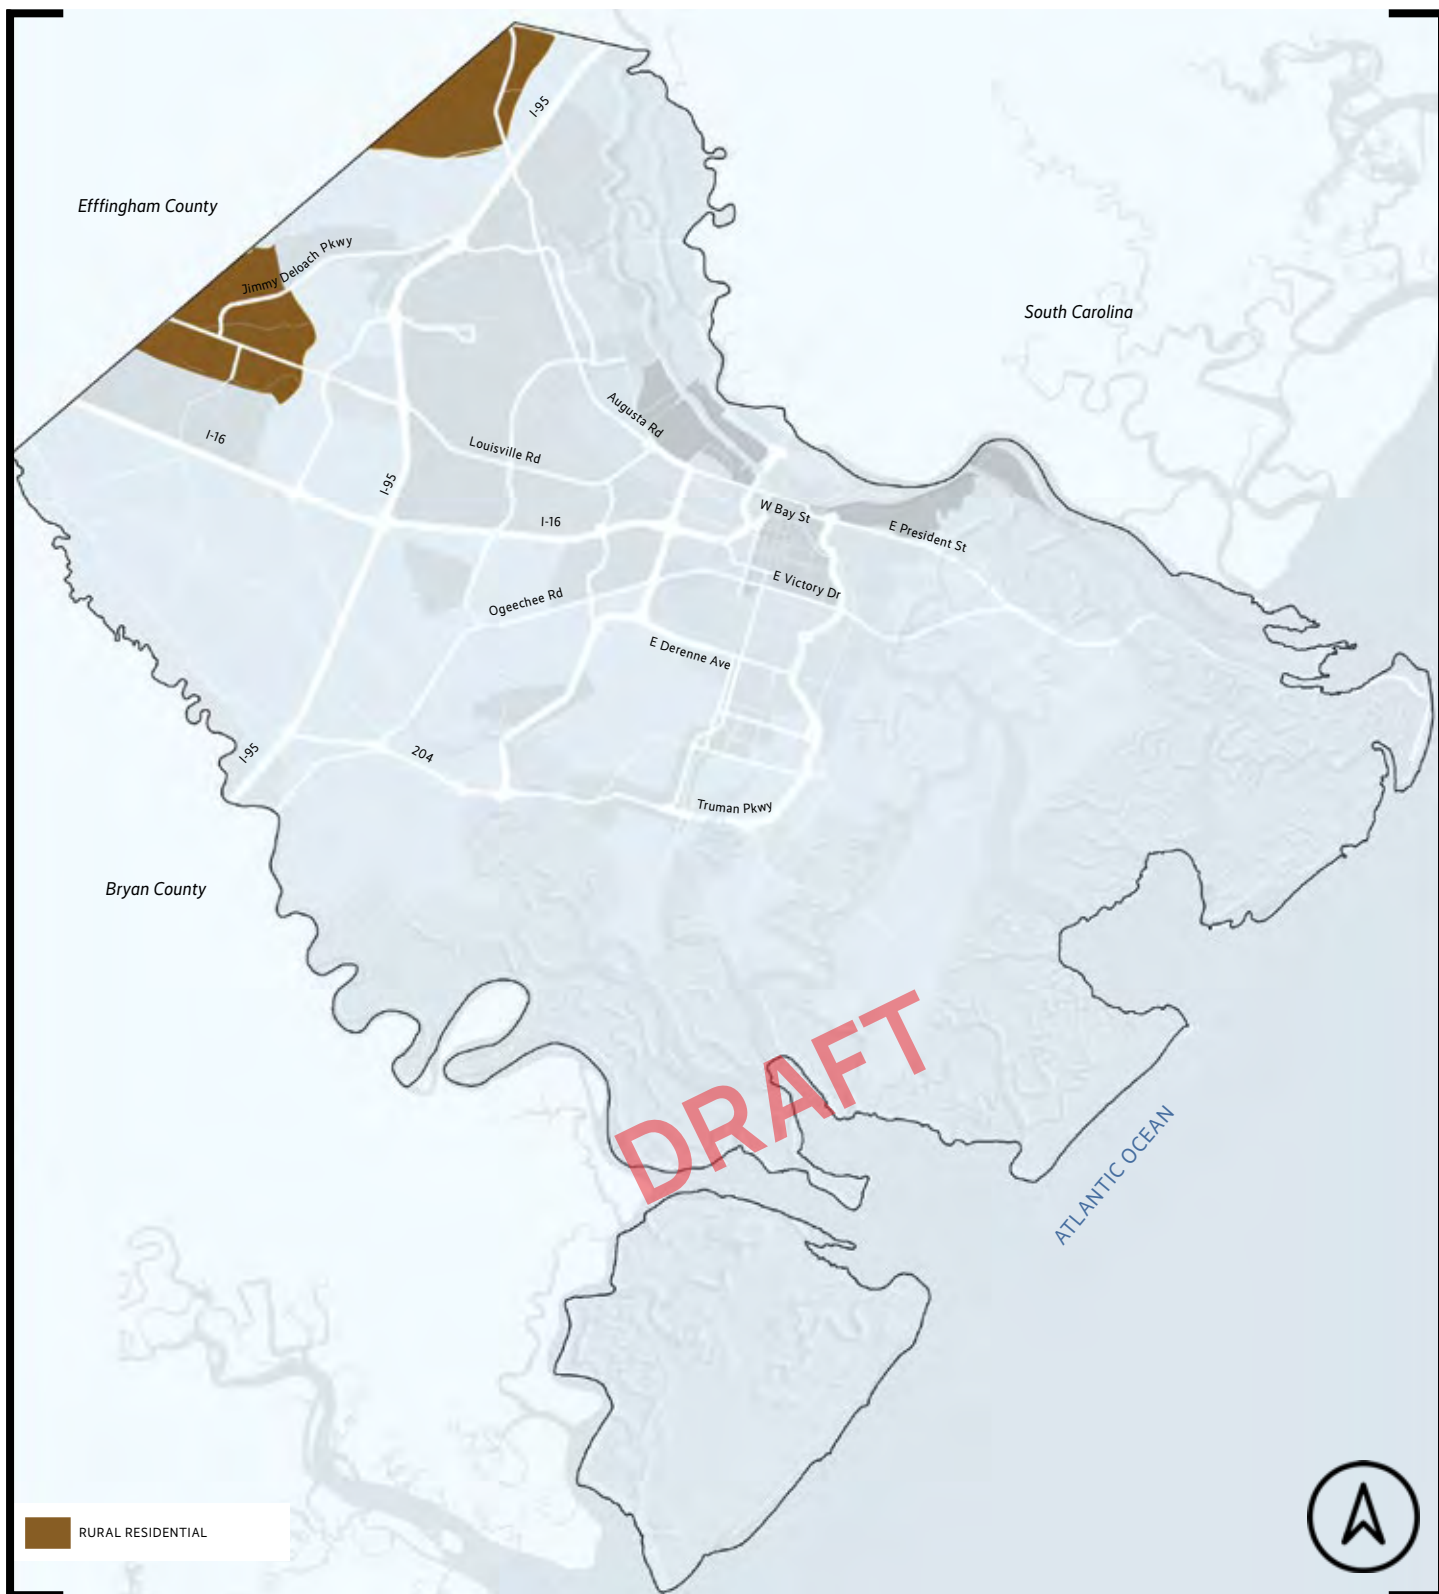 I-95
Efffingham County
Jimmy Deloach Pkwy
South Carolina
Augusta Rd
I-16
Louisville Rd
I-95
W Bay St
I-16
E President St
E Victory Dr
Ogeechee Rd
E Derenne Ave
I-95
204
Truman Pkwy
Bryan County
DRAFT
ATLANTIC OCEAN
RURAL RESIDENTIAL